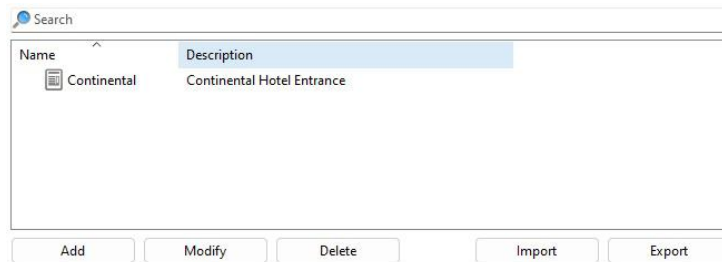 Search
Name Description
Continental Continental Hotel Entrance
Add Modify Delete Import Export